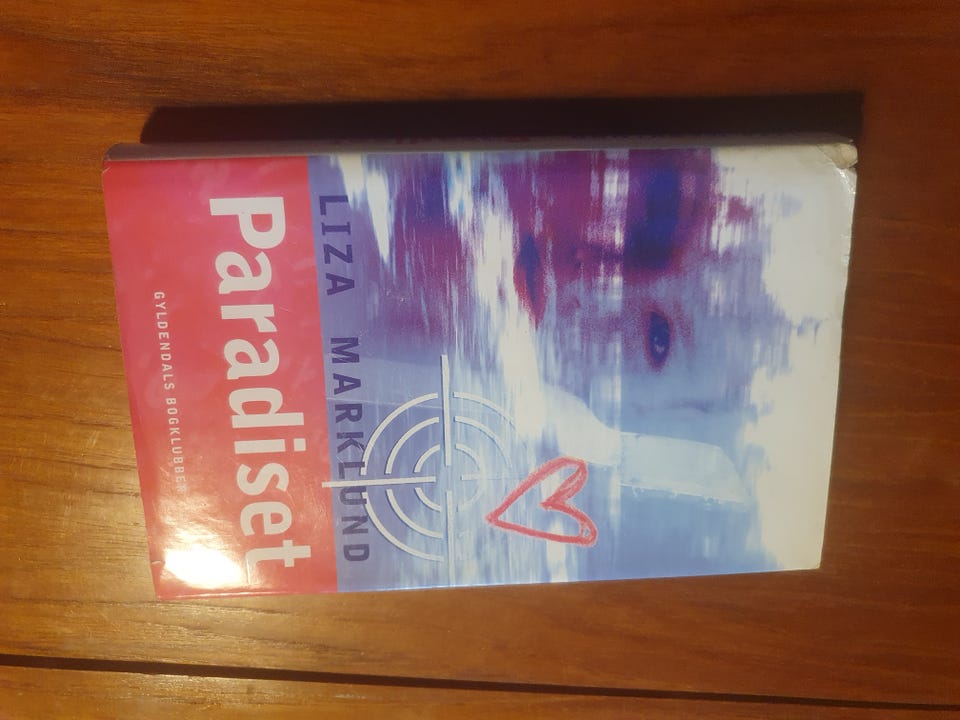 LIZA MARKLUND
Paradiset
GYLDENDALS BOGKLUBBER